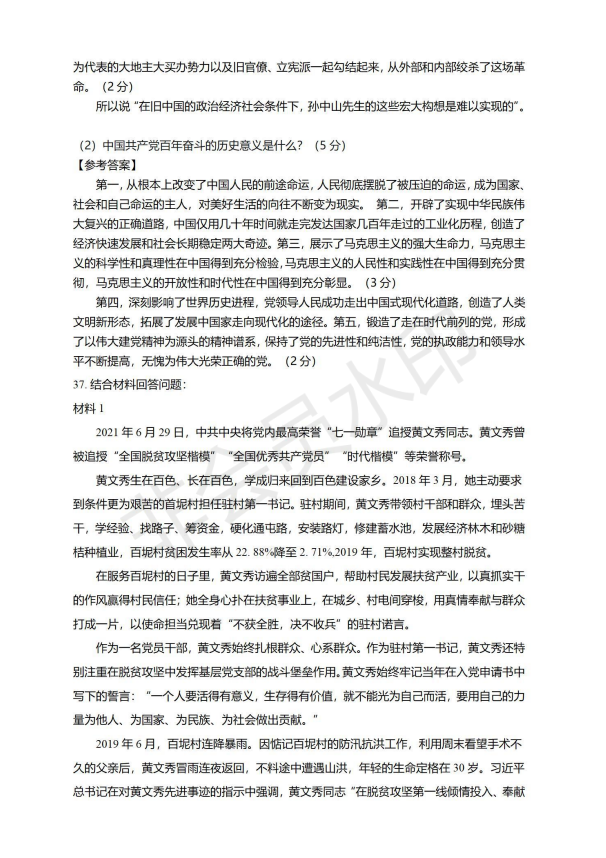 为代表的大地主大买办势力以及旧官僚、立宪派一起勾结起来，从外部和内部绞杀了这场革
命。（2 分）
所以说“在旧中国的政治经济社会条件下，孙中山先生的这些宏大构想是难以实现的”。
（2）中国共产党百年奋斗的历史意义是什么？（5 分）
【参考答案】
第一，从根本上改变了中国人民的前途命运，人民彻底摆脱了被压迫的命运，成为国家、
社会和自己命运的主人，对美好生活的向往不断变为现实。　第二，开辟了实现中华民族伟
大复兴的正确道路，中国仅用几十年时间就走完发达国家几百年走过的工业化历程，创造了
经济快速发展和社会长期稳定两大奇迹。第三，展示了马克思主义的强大生命力，马克思主
义的科学性和真理性在中国得到充分检验，马克思主义的人民性和实践性在中国得到充分贯
彻，马克思主义的开放性和时代性在中国得到充分彰显。（3 分）
第四，深刻影响了世界历史进程，党领导人民成功走出中国式现代化道路，创造了人类
文明新形态，拓展了发展中国家走向现代化的途径。第五，锻造了走在时代前列的党，形成
了以伟大建党精神为源头的精神谱系，保持了党的先进性和纯洁性，党的执政能力和领导水
平不断提高，无愧为伟大光荣正确的党。（2 分）
37. 结合材料回答问题：
材料 1
2021 年 6 月 29 日，中共中央将党内最高荣誉“七一勋章”追授黄文秀同志。黄文秀曾
被追授“全国脱贫攻坚楷模”“全国优秀共产党员”“时代楷模”等荣誉称号。
黄文秀生在百色、长在百色，学成归来回到百色建设家乡。2018 年 3 月，她主动要求
到条件更为艰苦的百坭村担任驻村第一书记。驻村期间，黄文秀带领村干部和群众，埋头苦
干，学经验、找路子、筹资金，硬化通屯路，安装路灯，修建蓄水池，发展经济林木和砂糖
桔种植业，百坭村贫困发生率从 22.88%降至 2.71%,2019 年，百坭村实现整村脱贫。
在服务百坭村的日子里，黄文秀访遍全部贫困户，帮助村民发展扶贫产业，以真抓实干
的作风赢得村民信任；她全身心扑在扶贫事业上，在城乡、村电间穿梭，用真情奉献与群众
打成一片，以使命担当兑现着“不获全胜，决不收兵”的驻村诺言。
作为一名党员干部，黄文秀始终扎根群众、心系群众。作为驻村第一书记，黄文秀还特
别注重在脱贫攻坚中发挥基层党支部的战斗堡垒作用。黄文秀始终牢记当年在入党申请书中
写下的誓言：“一个人要活得有意义，生存得有价值，就不能光为自己而活，要用自己的力
量为他人、为国家、为民族、为社会做出贡献。”
2019 年 6 月，百坭村连降暴雨。因惦记百坭村的防汛抗洪工作，利用周末看望手术不
久的父亲后，黄文秀冒雨连夜返回，不料途中遭遇山洪，年轻的生命定格在 30 岁。习近平
总书记在对黄文秀先进事迹的指示中强调，黄文秀同志“在脱贫攻坚第一线倾情投入、奉献
非会员水印